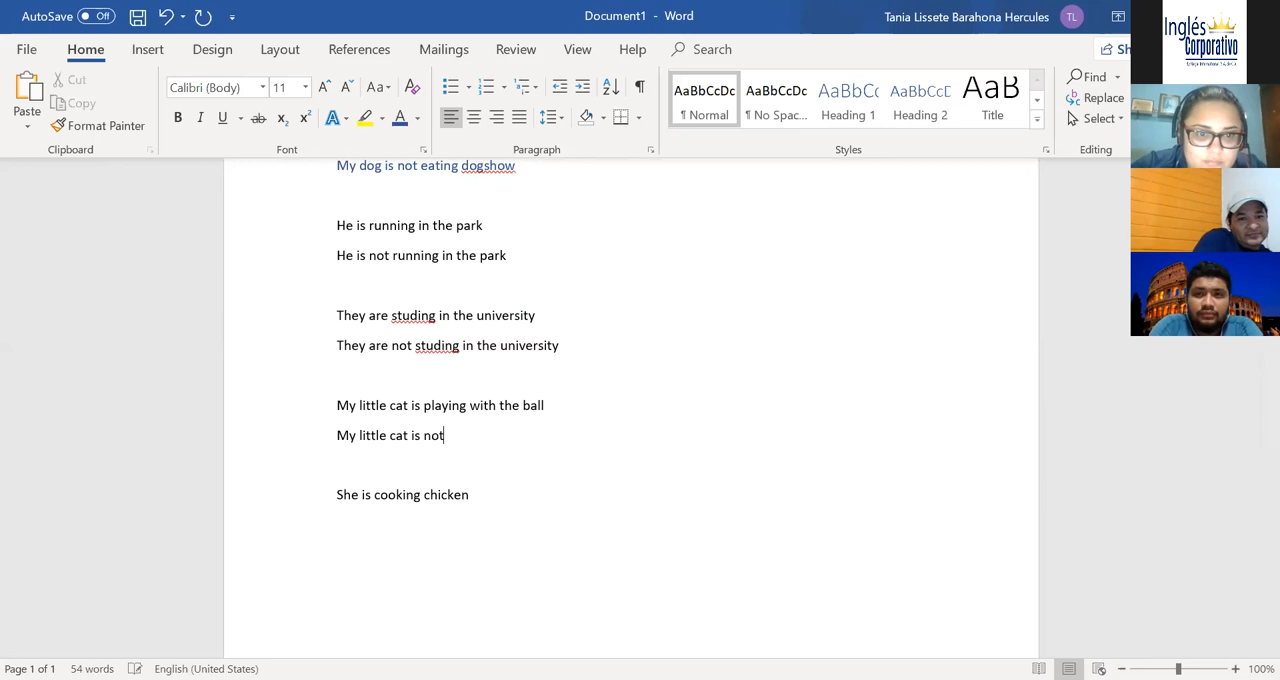 AutoSave Off Document1 - Word Tania Lissete Barahona Hercules TL
File Home Insert Design Layout References Mailings Review View Help Search Sh
Paste Cut Copy Format Painter
Calibri (Body) 11
AaBbCcDc AaBbCcDc AaBbCc AaBbCcD AaB
¶ Normal ¶ No Spac... Heading 1 Heading 2 Title
Find
Replace
Select
Clipboard Font Paragraph Styles Editing
Inglés
Corporativo
My dog is not eating dogshow
He is running in the park
He is not running in the park
They are studing in the university
They are not studing in the university
My little cat is playing with the ball
My little cat is not
She is cooking chicken
Page 1 of 1 54 words English (United States) 100%